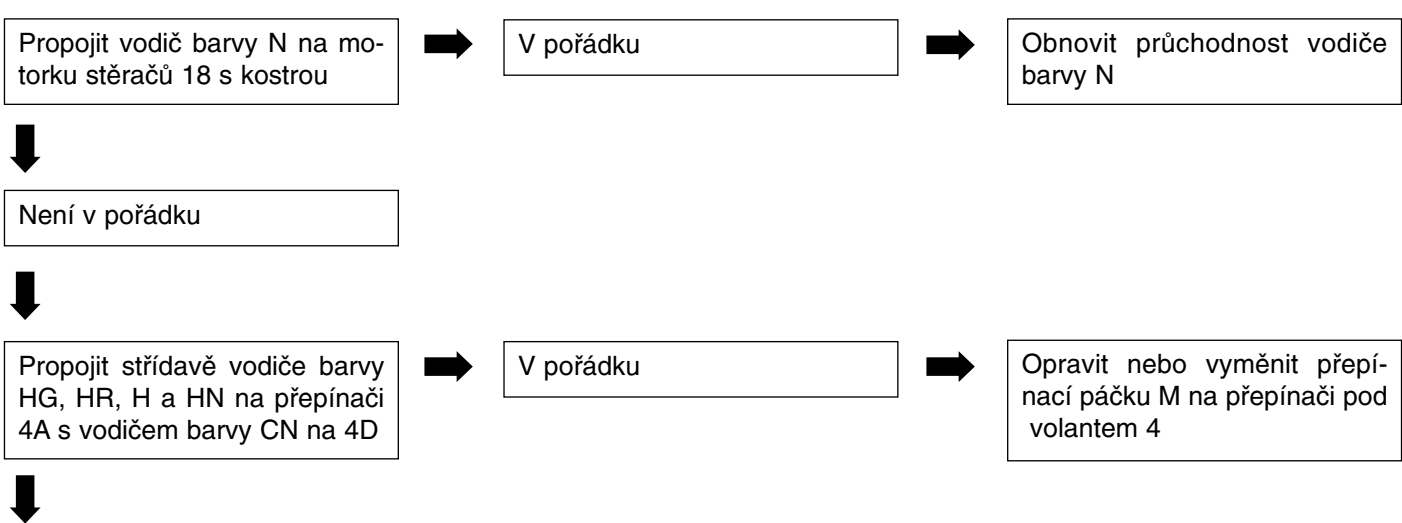 Propojit vodič barvy N na mo-
torku stěračů 18 s kostrou
V pořádku
Obnovit průchodnost vodiče
barvy N
Není v pořádku
Propojit střídavě vodiče barvy
HG, HR, H a HN na přepínači
4A s vodičem barvy CN na 4D
V pořádku
Opravit nebo vyměnit přepí-
nací páčku M na přepínači pod
volantem 4